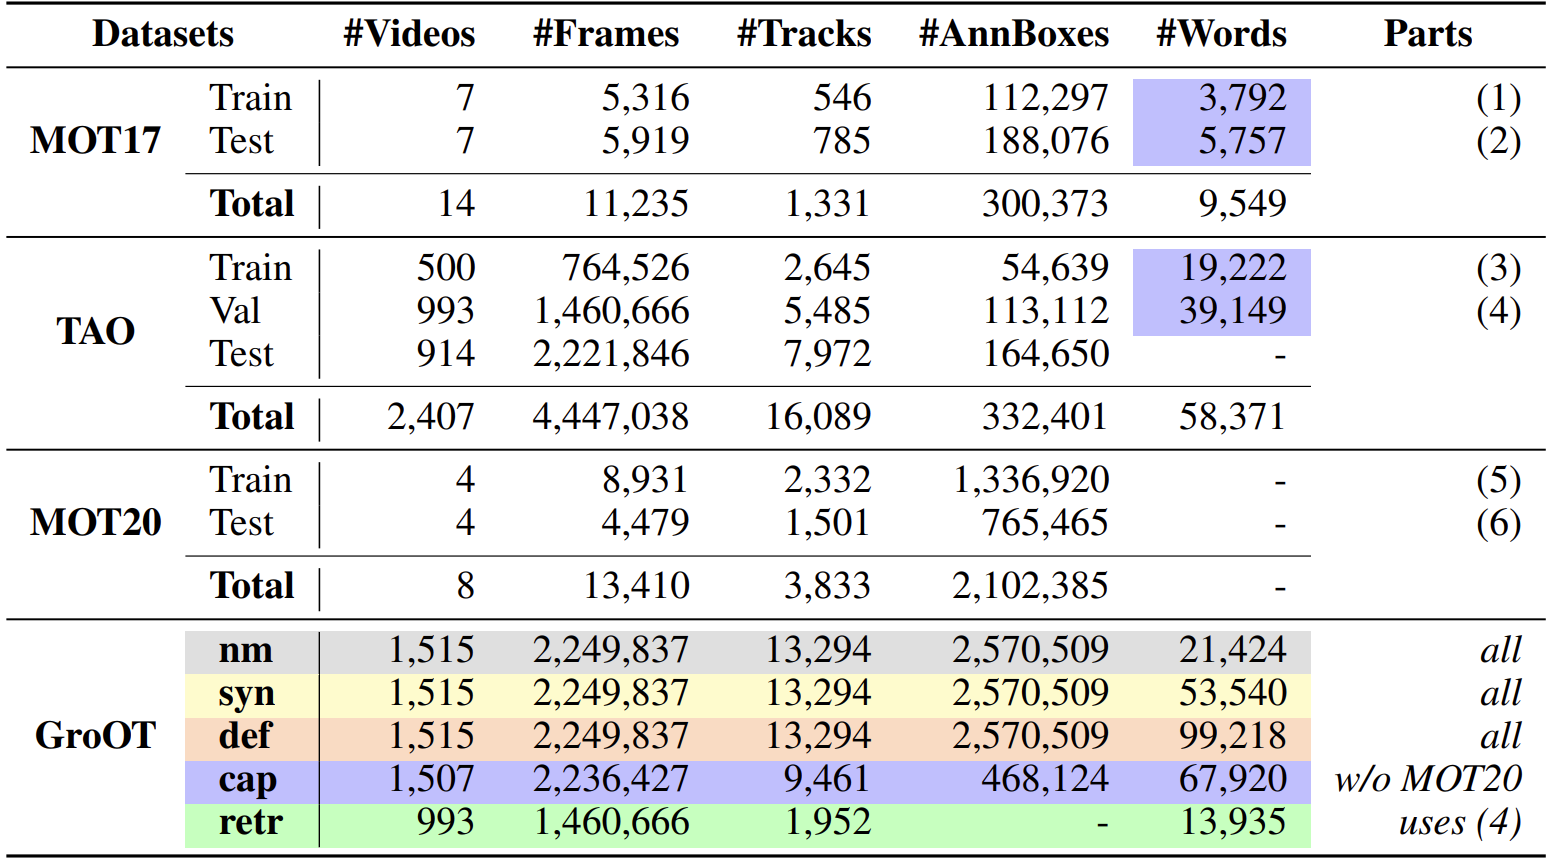 Datasets #Videos #Frames #Tracks #AnnBoxes #Words Parts
MOT17
Train 7 5,316 546 112,297 3,792 (1)
Test 7 5,919 785 188,076 5,757 (2)
Total 14 11,235 1,331 300,373 9,549
TAO
Train 500 764,526 2,645 54,639 19,222 (3)
Val 993 1,460,666 5,485 113,112 39,149 (4)
Test 914 2,221,846 7,972 164,650 -
Total 2,407 4,447,038 16,089 332,401 58,371
MOT20
Train 4 8,931 2,332 1,336,920 - (5)
Test 4 4,479 1,501 765,465 - (6)
Total 8 13,410 3,833 2,102,385 -
GroOT
nm 1,515 2,249,837 13,294 2,570,509 21,424 all
syn 1,515 2,249,837 13,294 2,570,509 53,540 all
def 1,515 2,249,837 13,294 2,570,509 99,218 all
cap 1,507 2,236,427 9,461 468,124 67,920 w/o MOT20
retr 993 1,460,666 1,952 - 13,935 uses (4)